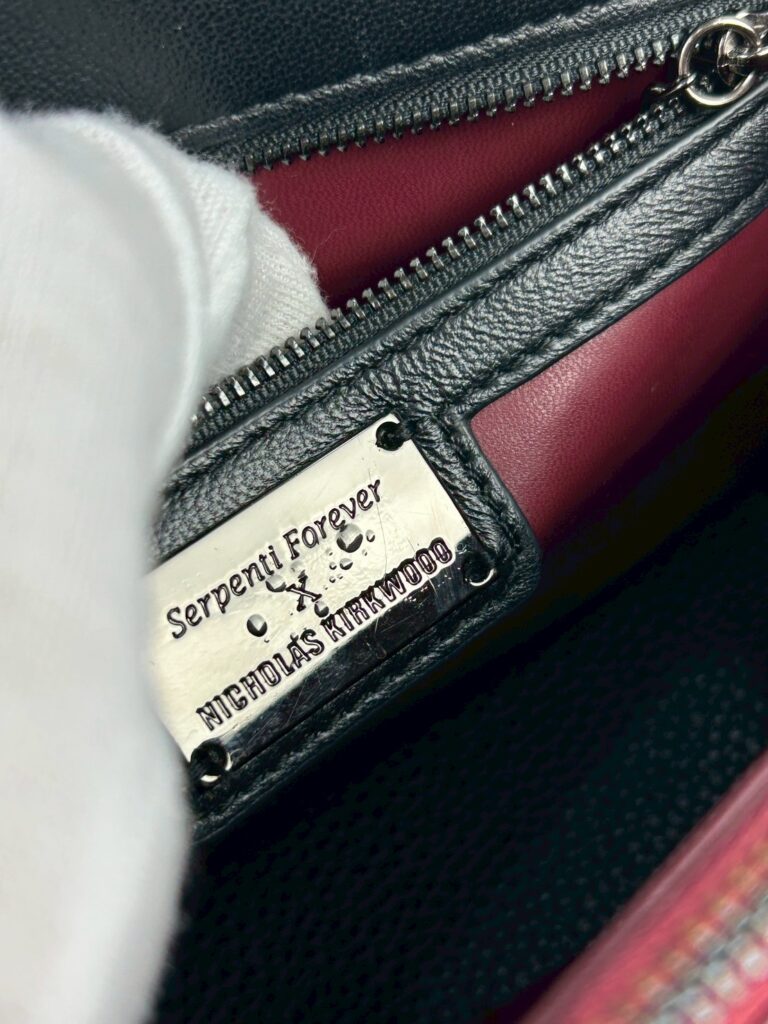 Serpenti Forever
X
NICHOLAS KIRKWOOD